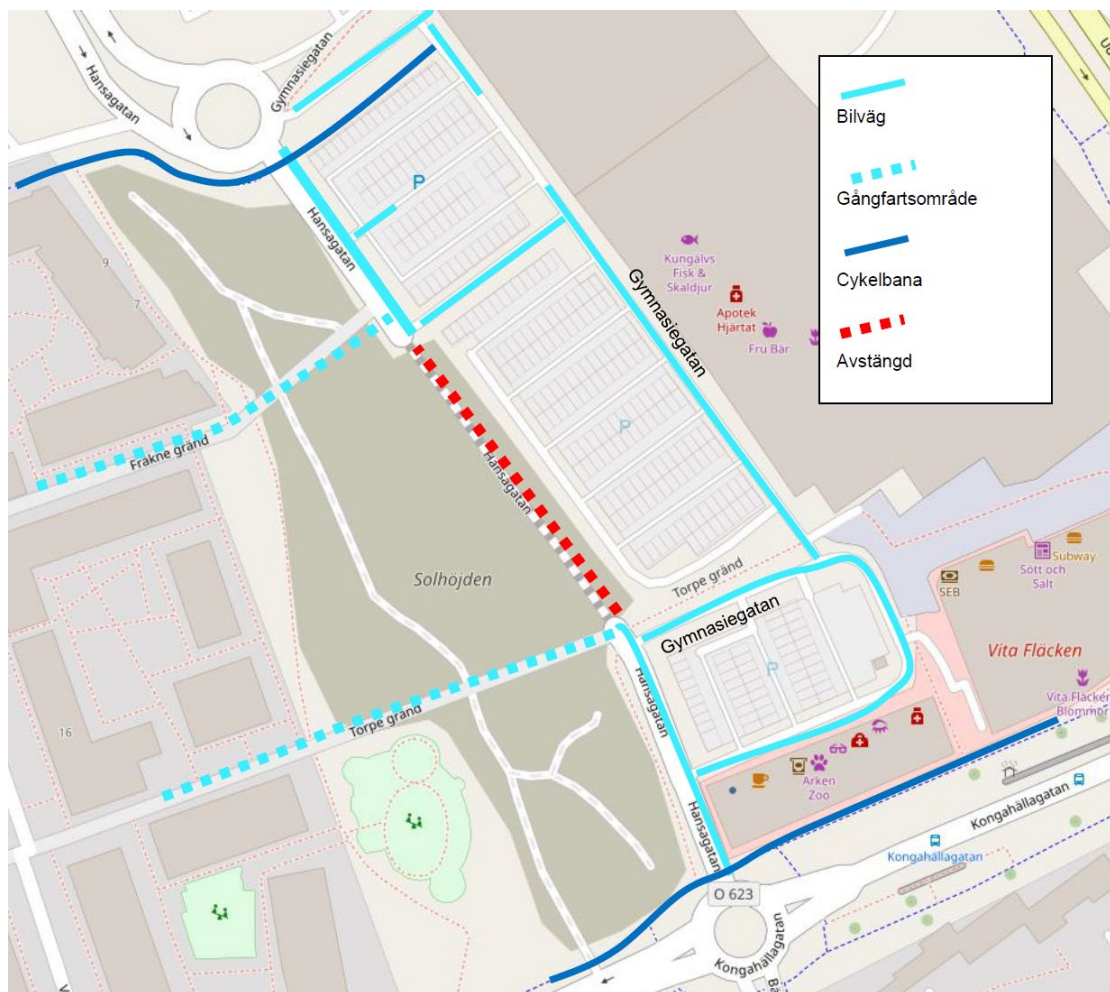 Hansagatan
Gymnasiegatan
Bilväg
Gångfartsområde
Cykelbana
Avstängd
P
Hansagatan
9
7
Kungälvs
Fisk &
Skaldjur
Apotek
Hjärtat
Fru Bär
Gymnasiegatan
P
Fräkne gränd
Hansagatan
Solhöjden
Torpe gränd
Subway
Sött och
Salt
SEB
Gymnasiegatan
P
Vita Fläcken
Vita Fläcken
Blommor
Hansagatan
Torpe gränd
16
Arken
Zoo
Hansagatan
Kongahällagatan
Kongahällagatan
O 623
Kongahällagatan